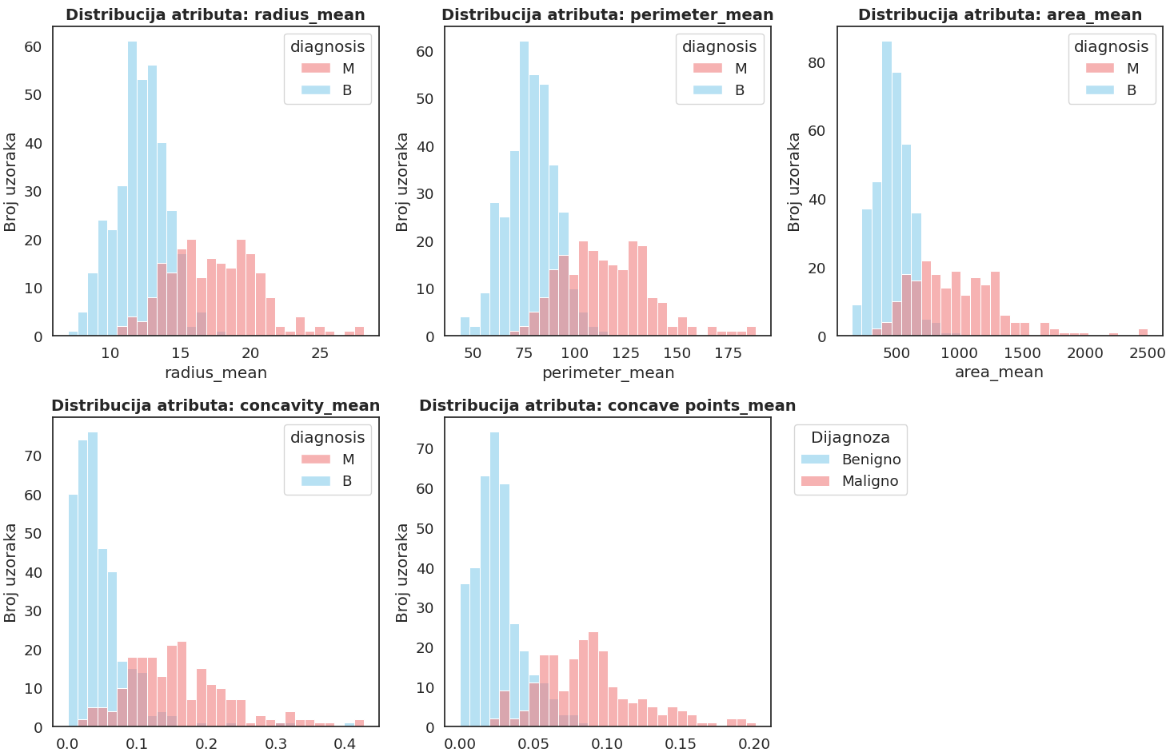 Distribucija atributa: radius_mean
60
50
40
30
20
10
0
Broj uzoraka
diagnosis
M
B
10 15 20 25
radius_mean
Distribucija atributa: perimeter_mean
60
50
40
30
20
10
0
Broj uzoraka
diagnosis
M
B
50 75 100 125 150 175
perimeter_mean
Distribucija atributa: area_mean
80
60
40
20
0
Broj uzoraka
diagnosis
M
B
500 1000 1500 2000 2500
area_mean
Distribucija atributa: concavity_mean
70
60
50
40
30
20
10
0
Broj uzoraka
diagnosis
M
B
0.0 0.1 0.2 0.3 0.4
Distribucija atributa: concave points_mean
70
60
50
40
30
20
10
0
Broj uzoraka
0.00 0.05 0.10 0.15 0.20
Dijagnoza
Benigno
Maligno